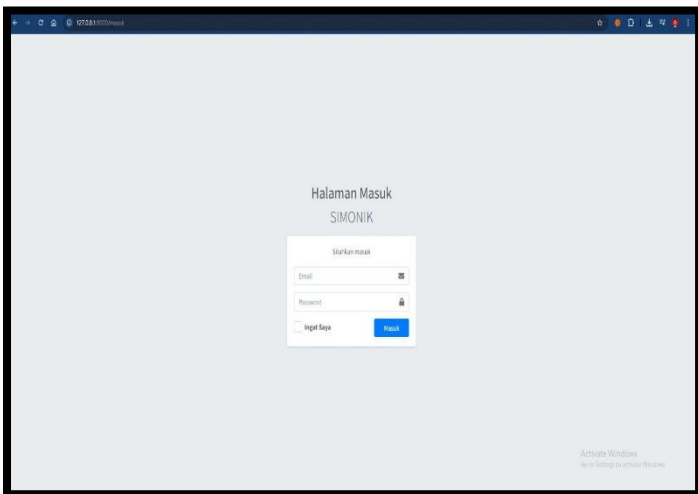 127.0.0.1:8000/masuk
Halaman Masuk
SIMONIK
Silahkan masuk
Email
Password
Ingat Saya
Masuk
Activate Windows
Go to Settings to activate Windows.